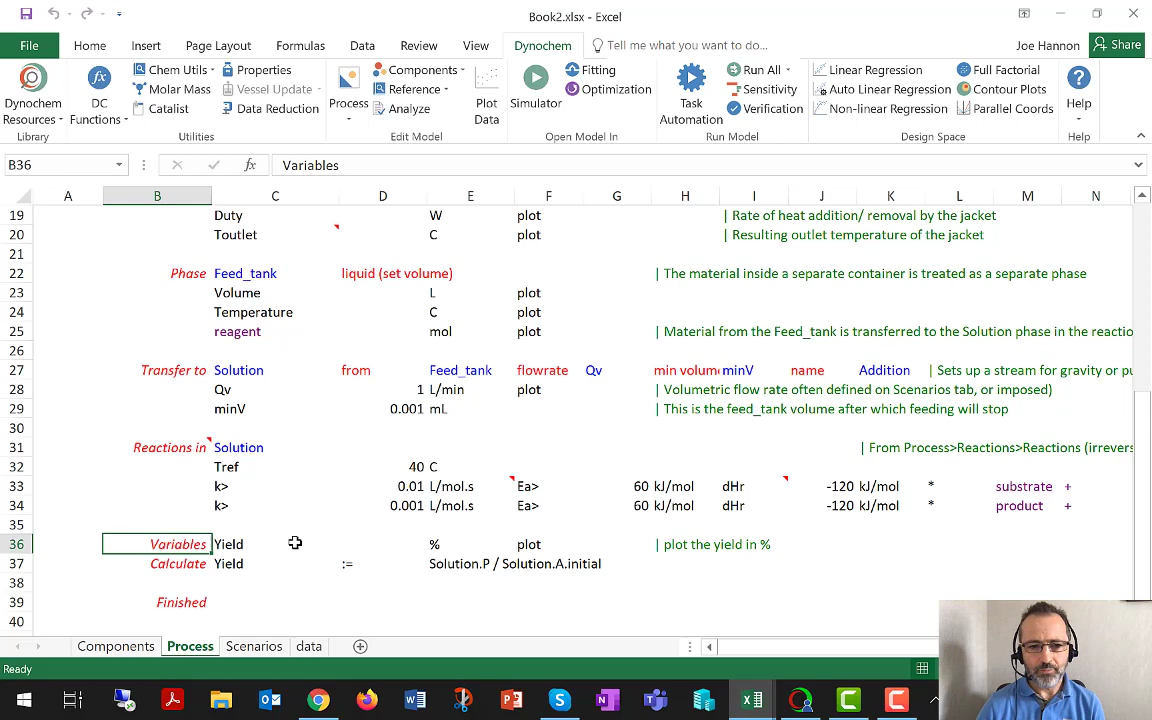 Book2.xlsx - Excel
File Home Insert Page Layout Formulas Data Review View Dynochem Tell me what you want to do... Joe Hannon Share
Dynochem Resources
Library
DC Functions
Chem Utils
Molar Mass
Catalist
Properties
Vessel Update
Data Reduction
Utilities
Process
Components
Reference
Analyze
Plot Data
Edit Model
Simulator
Fitting
Optimization
Open Model In
Task Automation
Run All
Sensitivity
Verification
Run Model
Linear Regression
Auto Linear Regression
Non-linear Regression
Full Factorial
Contour Plots
Parallel Coords
Design Space
Help
Help
B36 fx Variables
A B C D E F G H I J K L M N
19 Duty W plot | Rate of heat addition/ removal by the jacket
20 Toutlet C plot | Resulting outlet temperature of the jacket
21
22 Phase Feed_tank liquid (set volume) | The material inside a separate container is treated as a separate phase
23 Volume L plot
24 Temperature C plot
25 reagent mol plot | Material from the Feed_tank is transferred to the Solution phase in the reactio
26
27 Transfer to Solution from Feed_tank flowrate Qv min volum minV name Addition | Sets up a stream for gravity or pu
28 Qv 1 L/min plot | Volumetric flow rate often defined on Scenarios tab, or imposed)
29 minV 0.001 mL | This is the feed_tank volume after which feeding will stop
30
31 Reactions in Solution | From Process>Reactions>Reactions (irrevers
32 Tref 40 C
33 k> 0.01 L/mol.s Ea> 60 kJ/mol dHr -120 kJ/mol * substrate +
34 k> 0.001 L/mol.s Ea> 60 kJ/mol dHr -120 kJ/mol * product +
35
36 Variables Yield % plot | plot the yield in %
37 Calculate Yield := Solution.P / Solution.A.initial
38
39 Finished
40
Components Process Scenarios data
Ready